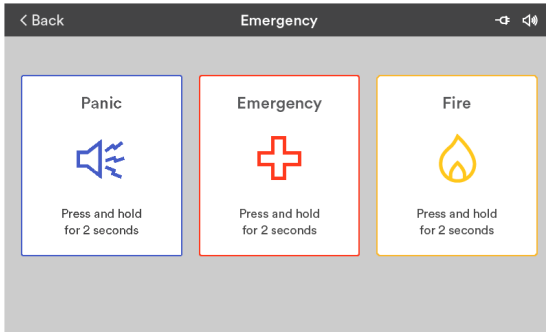 Back
Emergency
Panic
Emergency
Fire
Press and hold
for 2 seconds
Press and hold
for 2 seconds
Press and hold
for 2 seconds